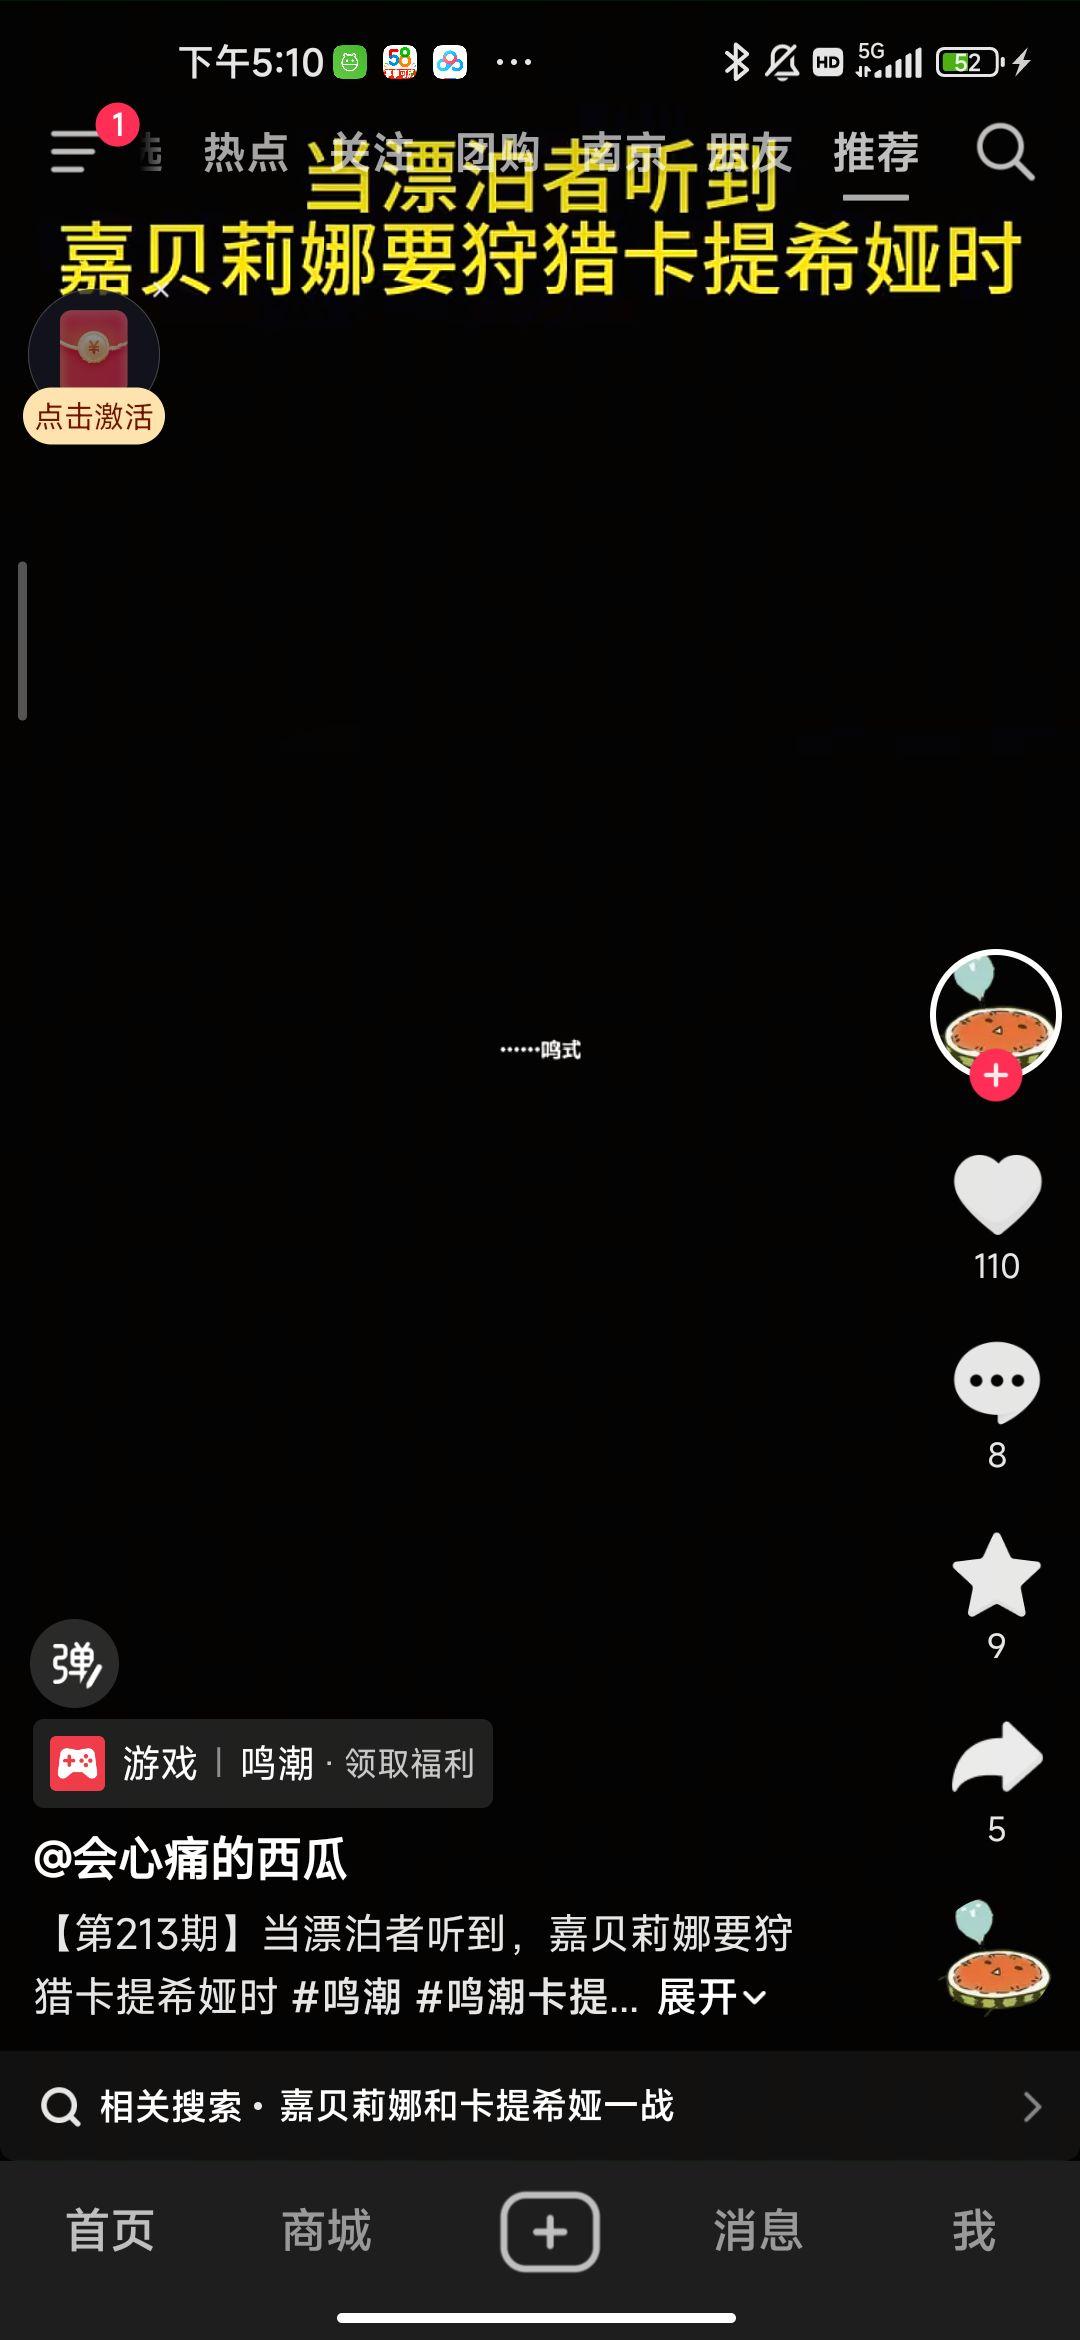 下午5:10
58
HD
5G
52
1
热点 关注 团购 南京 朋友 推荐
当漂泊者听到
嘉贝莉娜要狩猎卡提希娅时
点击激活
……鸣式
110
8
9
5
弹
游戏 | 鸣潮 · 领取福利
@会心痛的西瓜
【第213期】当漂泊者听到，嘉贝莉娜要狩
猎卡提希娅时 #鸣潮 #鸣潮卡提... 展开
相关搜索 · 嘉贝莉娜和卡提希娅一战
首页 商城 消息 我